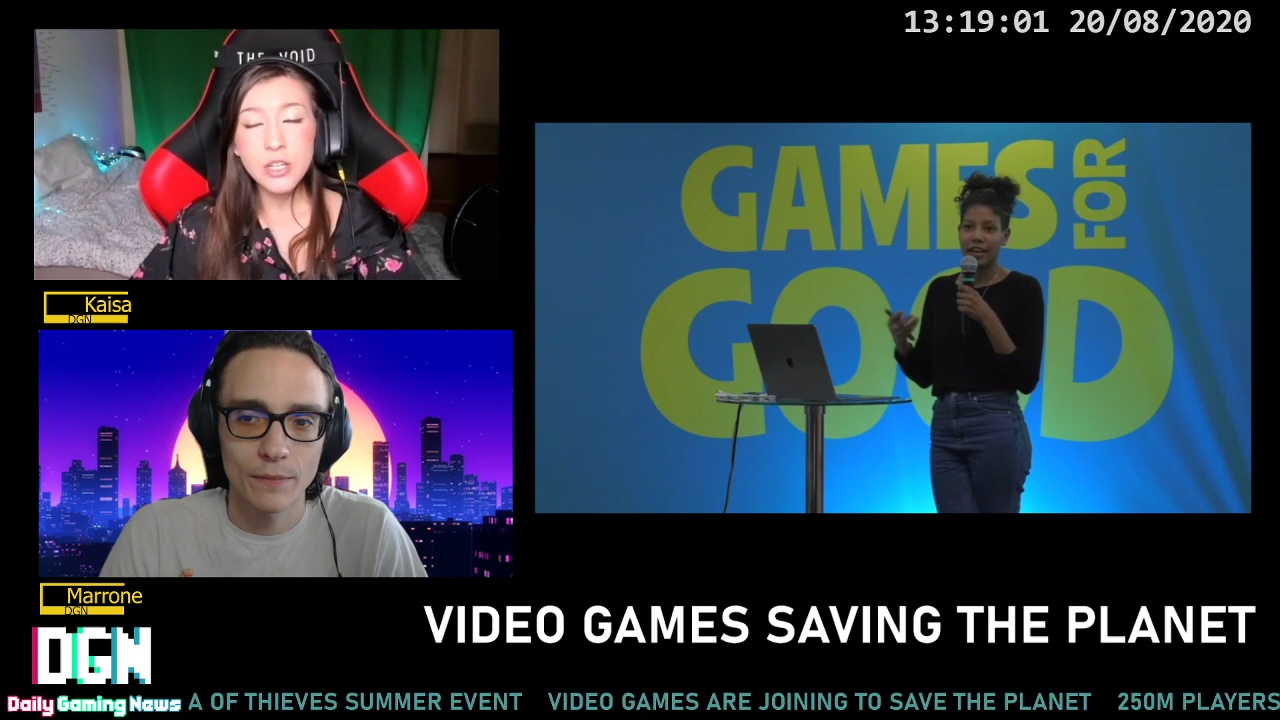 13:19:01 20/08/2020
THE VOID
Kaisa
DGN
GAMES
FOR
GOOD
Marrone
DGN
VIDEO GAMES SAVING THE PLANET
DGN
Daily Gaming News
A OF THIEVES SUMMER EVENT VIDEO GAMES ARE JOINING TO SAVE THE PLANET 250M PLAYERS